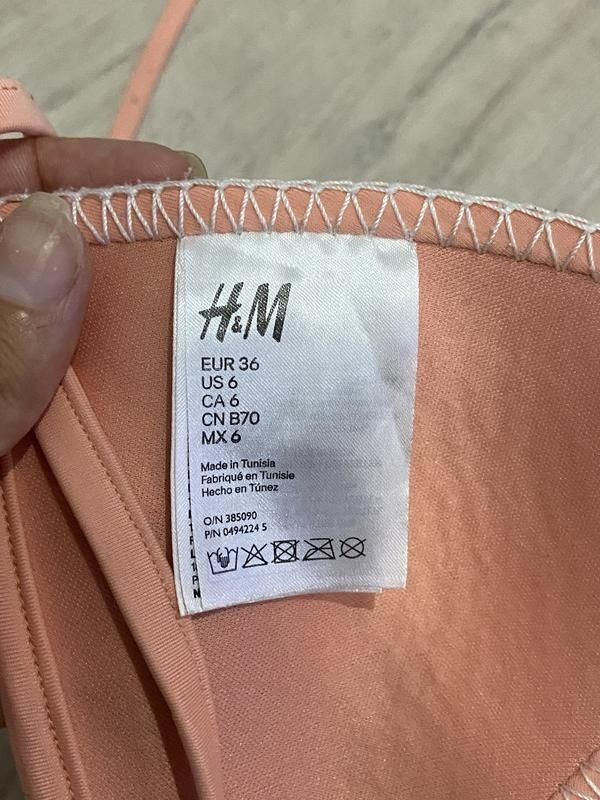 H&M
EUR 36
US 6
CA 6
CN B70
MX 6
Made in Tunisia
Fabriqué en Tunisie
Hecho en Túnez
O/N 385090
P/N 0494224 5